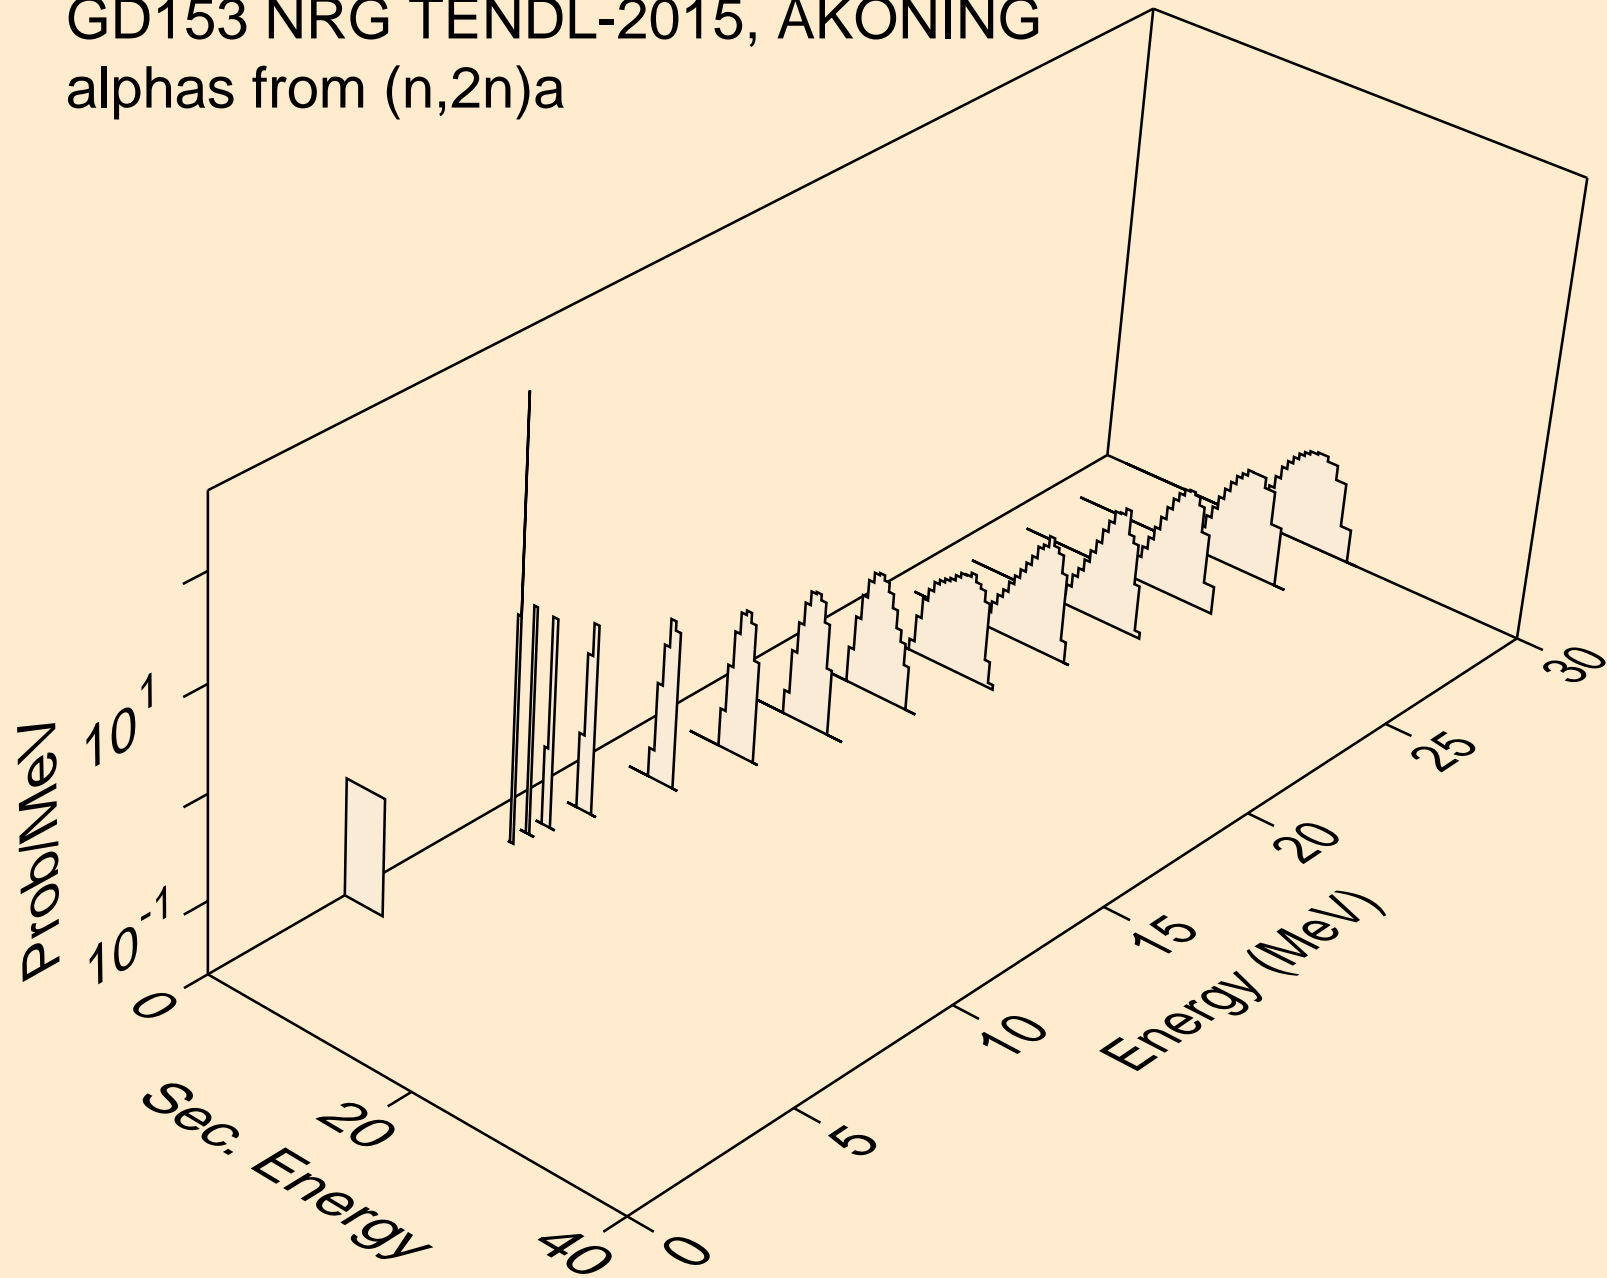 GD153 NRG TENDL-2015, AKONING
alphas from (n,2n)a
Prob/MeV
10^1
10^-1
0
20
40
Sec. Energy
0
5
10
15
20
25
30
Energy (MeV)